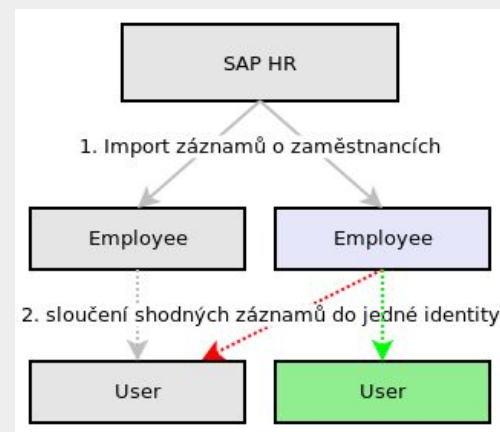 SAP HR
1. Import záznamů o zaměstnancích
Employee
Employee
2. sloučení shodných záznamů do jedné identity
User
User